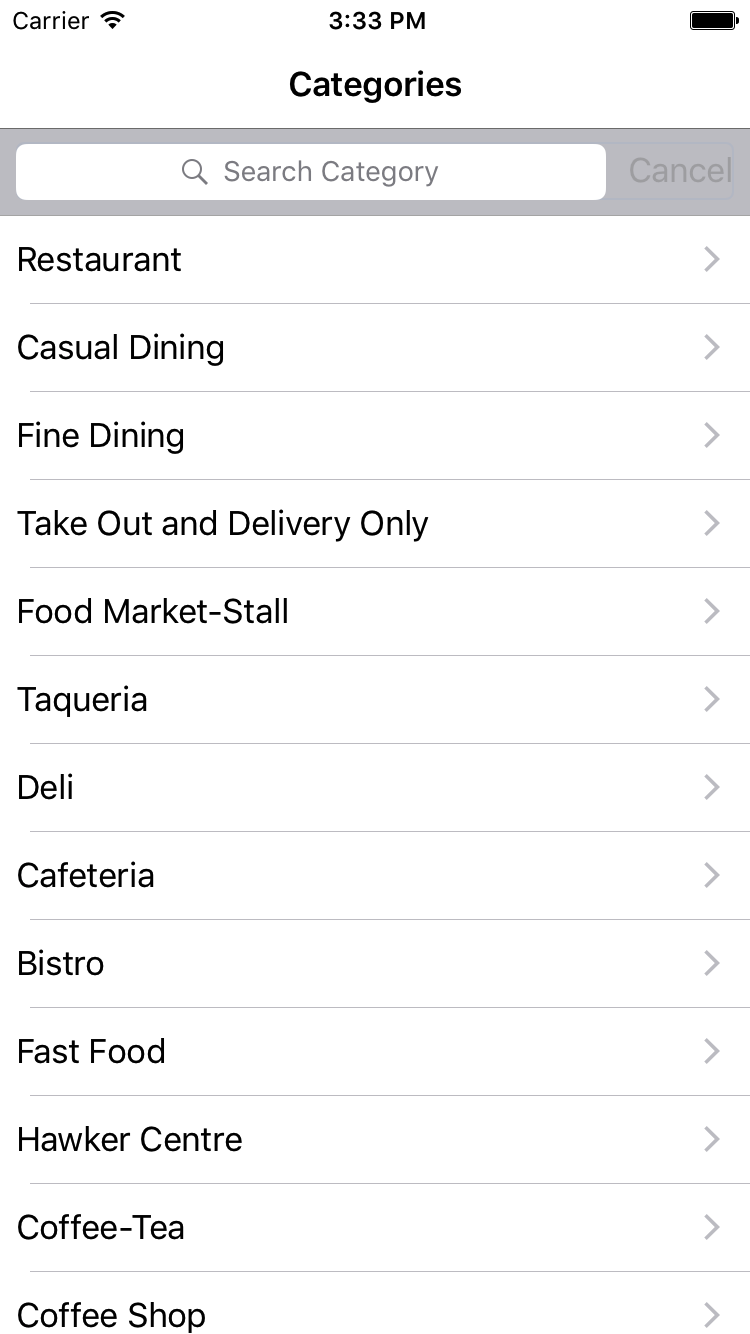 Carrier 3:33 PM
Categories
Search Category Cancel
Restaurant
Casual Dining
Fine Dining
Take Out and Delivery Only
Food Market-Stall
Taqueria
Deli
Cafeteria
Bistro
Fast Food
Hawker Centre
Coffee-Tea
Coffee Shop